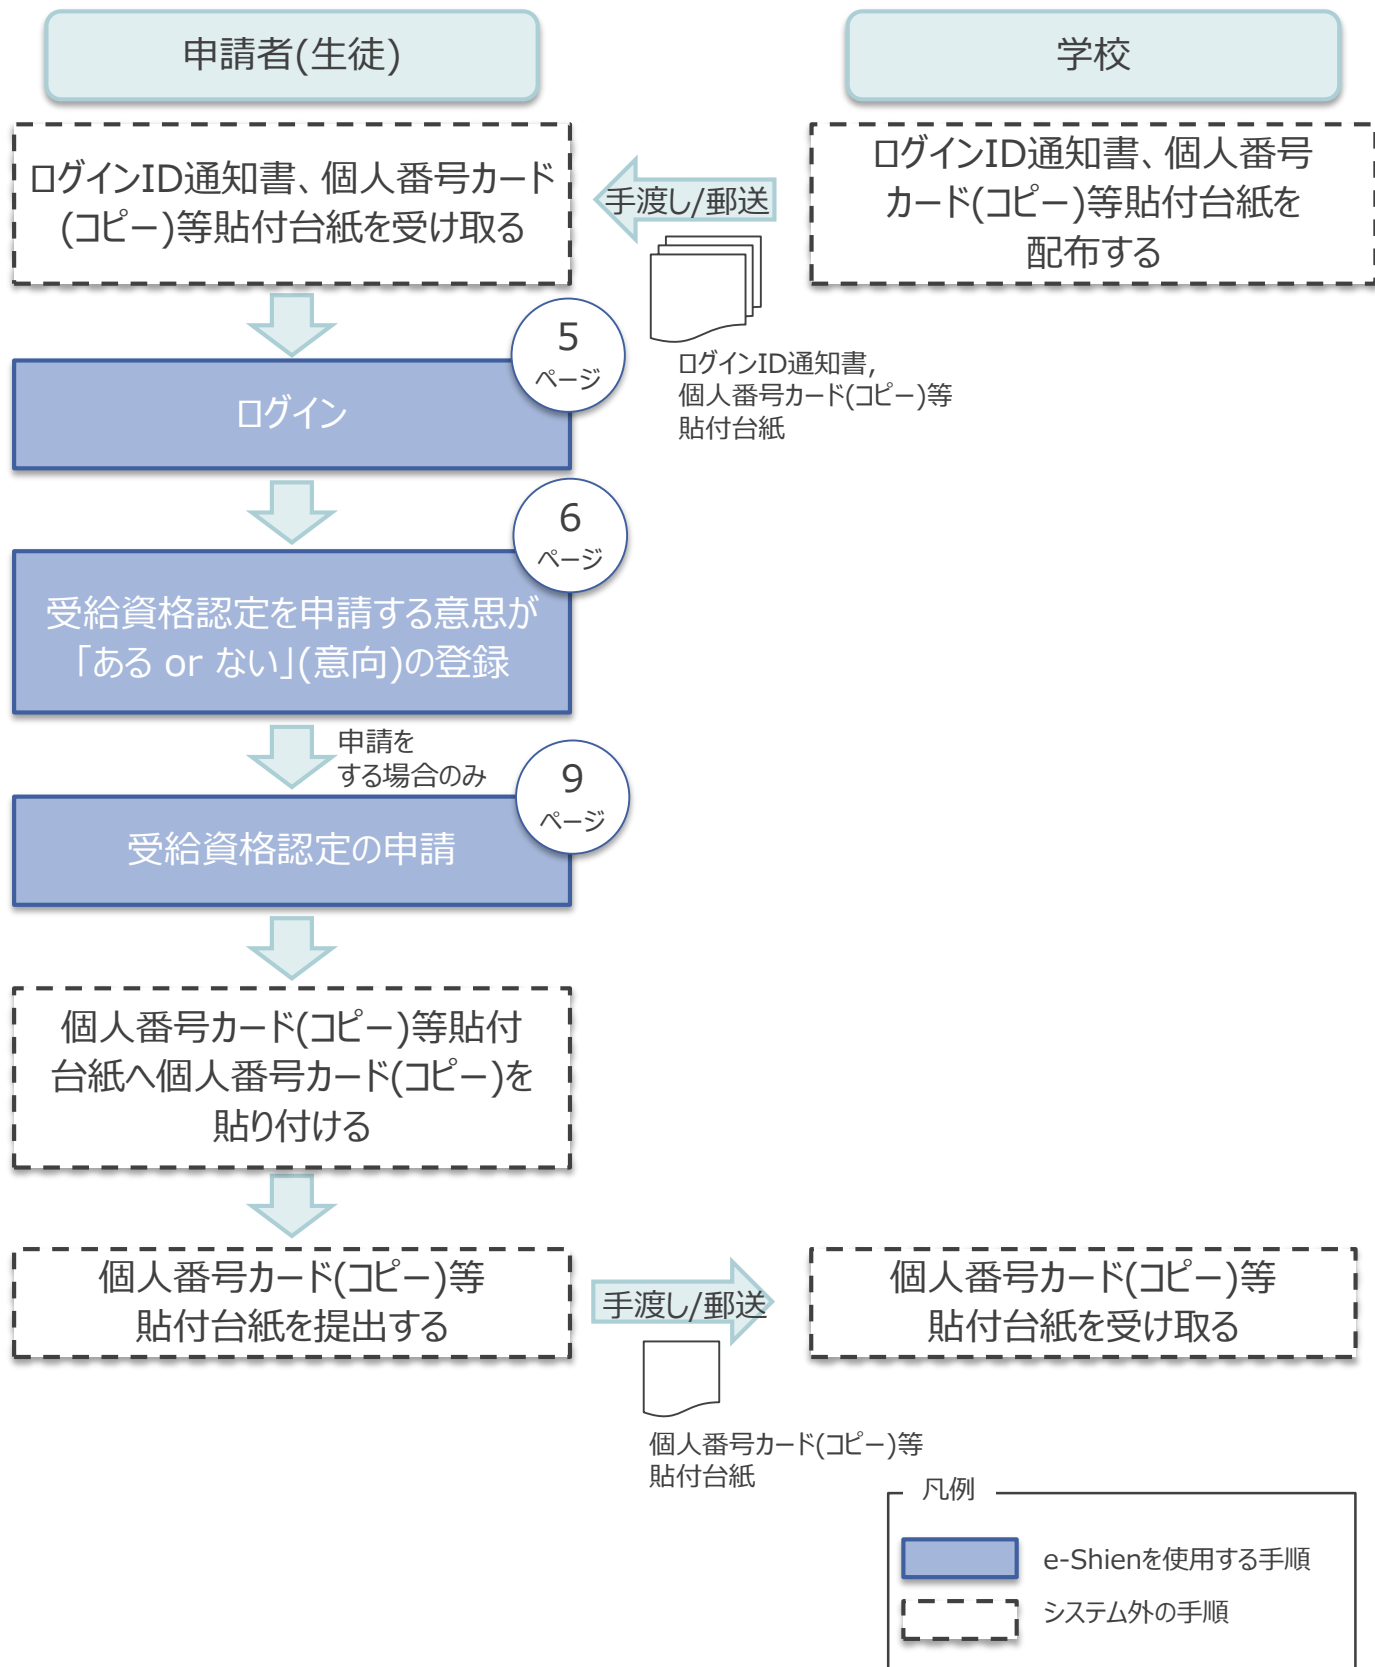 申請者(生徒)
学校
ログインID通知書、個人番号カード
(コピー)等貼付台紙を受け取る
手渡し/郵送
ログインID通知書、個人番号
カード(コピー)等貼付台紙を
配布する
ログインID通知書,
個人番号カード(コピー)等
貼付台紙
5
ページ
ログイン
6
ページ
受給資格認定を申請する意思が
「ある or ない」(意向)の登録
申請を
する場合のみ
9
ページ
受給資格認定の申請
個人番号カード(コピー)等貼付
台紙へ個人番号カード(コピー)を
貼り付ける
個人番号カード(コピー)等
貼付台紙を提出する
手渡し/郵送
個人番号カード(コピー)等
貼付台紙を受け取る
個人番号カード(コピー)等
貼付台紙
凡例
e-Shienを使用する手順
システム外の手順